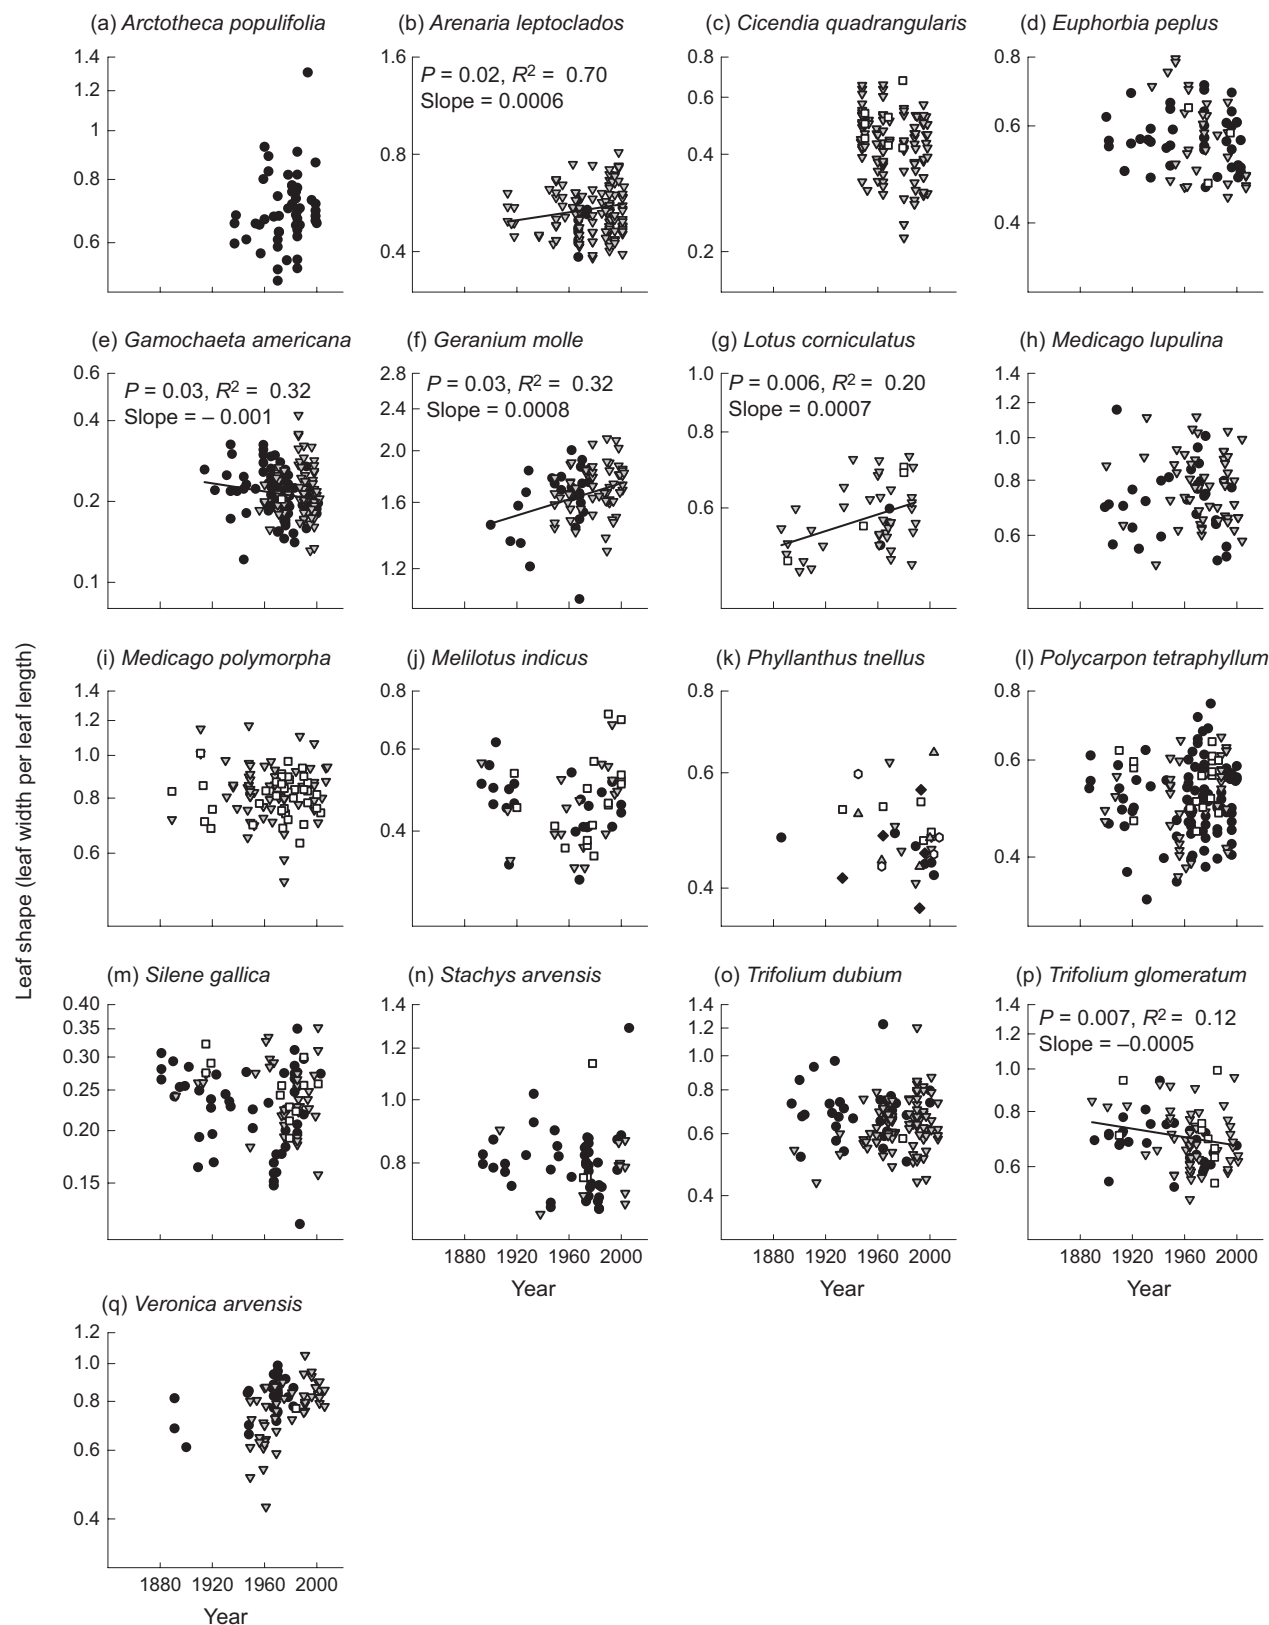 Leaf shape (leaf width per leaf length)
(a) Arctotheca populifolia
1.4
1.2
1
0.8
0.6
(b) Arenaria leptoclados
P = 0.02, R2 = 0.70
Slope = 0.0006
1.6
0.8
0.4
(c) Cicendia quadrangularis
0.8
0.6
0.4
0.2
(d) Euphorbia peplus
0.8
0.6
0.4
(e) Gamochaeta americana
P = 0.03, R2 = 0.32
Slope = – 0.001
0.6
0.4
0.2
0.1
(f) Geranium molle
P = 0.03, R2 = 0.32
Slope = 0.0008
2.8
2.4
2.0
1.6
1.2
(g) Lotus corniculatus
P = 0.006, R2 = 0.20
Slope = 0.0007
1.0
0.8
0.6
(h) Medicago lupulina
1.4
1.2
1.0
0.8
0.6
(i) Medicago polymorpha
1.4
1.2
1.0
0.8
0.6
(j) Melilotus indicus
0.8
0.6
0.4
(k) Phyllanthus tnellus
0.8
0.6
0.4
(l) Polycarpon tetraphyllum
0.8
0.6
0.4
(m) Silene gallica
0.40
0.35
0.30
0.25
0.20
0.15
(n) Stachys arvensis
1.4
1.2
1.0
0.8
1880 1920 1960 2000
Year
(o) Trifolium dubium
1.4
1.2
1.0
0.8
0.6
0.4
1880 1920 1960 2000
Year
(p) Trifolium glomeratum
P = 0.007, R2 = 0.12
Slope = –0.0005
1.4
1.2
1.0
0.8
0.6
1880 1920 1960 2000
Year
(q) Veronica arvensis
1.2
1.0
0.8
0.6
0.4
1880 1920 1960 2000
Year